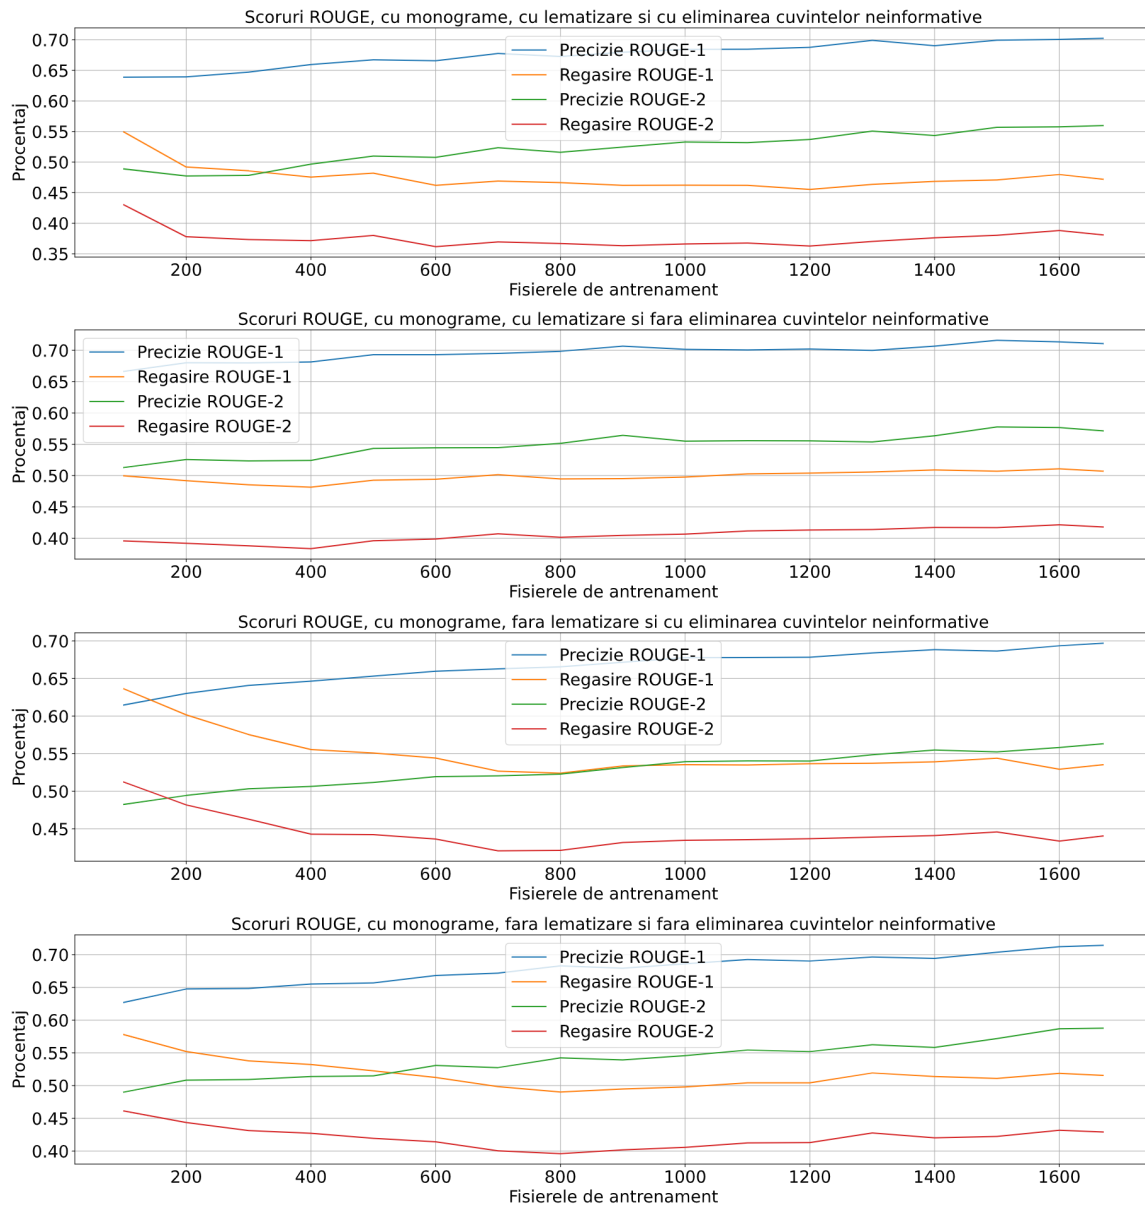 Scoruri ROUGE, cu monograme, cu lematizare si cu eliminarea cuvintelor neinformative
0.70
0.65
0.60
0.55
0.50
0.45
0.40
0.35
Procentaj
Precizie ROUGE-1
Regasire ROUGE-1
Precizie ROUGE-2
Regasire ROUGE-2
200 400 600 800 1000 1200 1400 1600
Fisierele de antrenament
Scoruri ROUGE, cu monograme, cu lematizare si fara eliminarea cuvintelor neinformative
0.70
0.65
0.60
0.55
0.50
0.45
0.40
Procentaj
Precizie ROUGE-1
Regasire ROUGE-1
Precizie ROUGE-2
Regasire ROUGE-2
200 400 600 800 1000 1200 1400 1600
Fisierele de antrenament
Scoruri ROUGE, cu monograme, fara lematizare si cu eliminarea cuvintelor neinformative
0.70
0.65
0.60
0.55
0.50
0.45
Procentaj
Precizie ROUGE-1
Regasire ROUGE-1
Precizie ROUGE-2
Regasire ROUGE-2
200 400 600 800 1000 1200 1400 1600
Fisierele de antrenament
Scoruri ROUGE, cu monograme, fara lematizare si fara eliminarea cuvintelor neinformative
0.70
0.65
0.60
0.55
0.50
0.45
0.40
Procentaj
Precizie ROUGE-1
Regasire ROUGE-1
Precizie ROUGE-2
Regasire ROUGE-2
200 400 600 800 1000 1200 1400 1600
Fisierele de antrenament